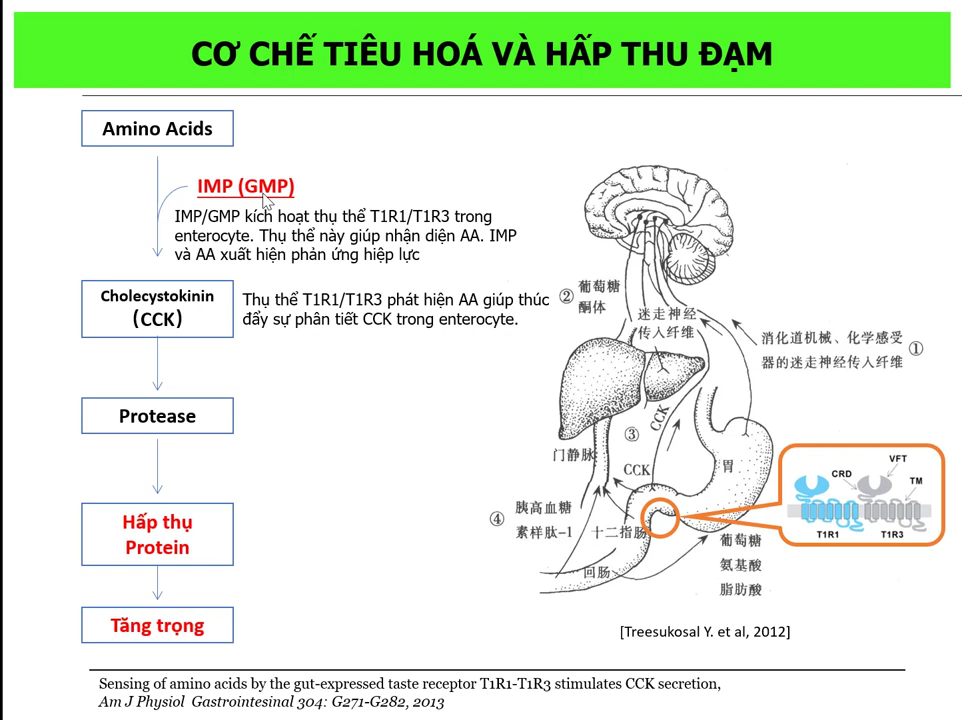 CƠ CHẾ TIÊU HOÁ VÀ HẤP THU ĐẠM
Amino Acids
IMP (GMP)
IMP/GMP kích hoạt thụ thể T1R1/T1R3 trong
enterocyte. Thụ thể này giúp nhận diện AA. IMP
và AA xuất hiện phản ứng hiệp lực
Cholecystokinin
(CCK)
Thụ thể T1R1/T1R3 phát hiện AA giúp thúc
đẩy sự phân tiết CCK trong enterocyte.
Protease
Hấp thụ
Protein
Tăng trọng
② 葡萄糖
酮体
迷走神经
传入纤维
消化道机械、化学感受
器的迷走神经传入纤维 ①
③
CCK
门静脉
CCK
胃
④ 胰高血糖
素样肽-1
十二指肠
回肠
葡萄糖
氨基酸
脂肪酸
VFT
CRD
TM
T1R1
T1R3
[Treesukosal Y. et al, 2012]
Sensing of amino acids by the gut-expressed taste receptor T1R1-T1R3 stimulates CCK secretion,
Am J Physiol Gastrointesinal 304: G271-G282, 2013